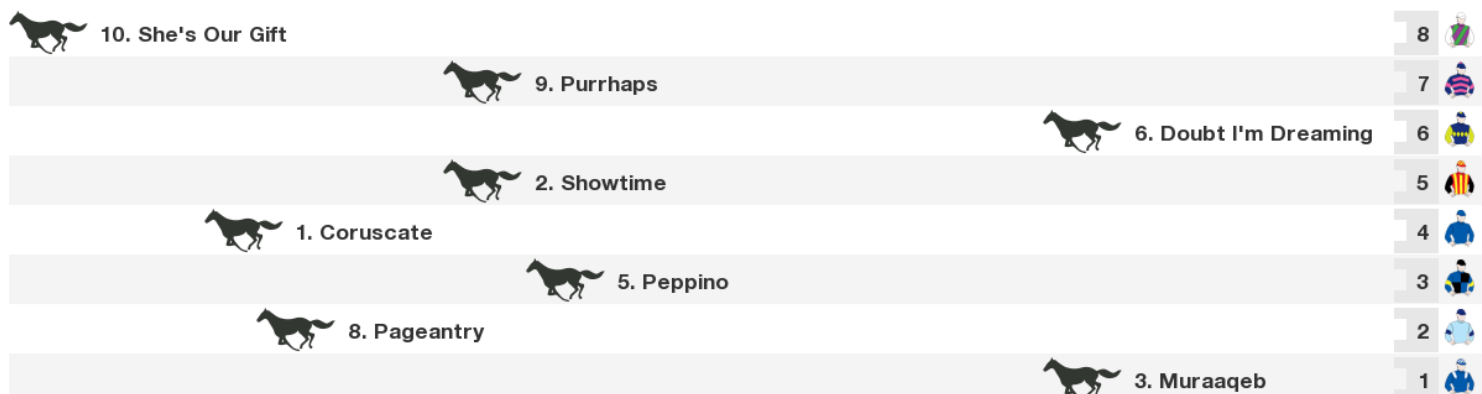 10. She's Our Gift 8
9. Purrhaps 7
6. Doubt I'm Dreaming 6
2. Showtime 5
1. Coruscate 4
5. Peppino 3
8. Pageantry 2
3. Muraaqeb 1